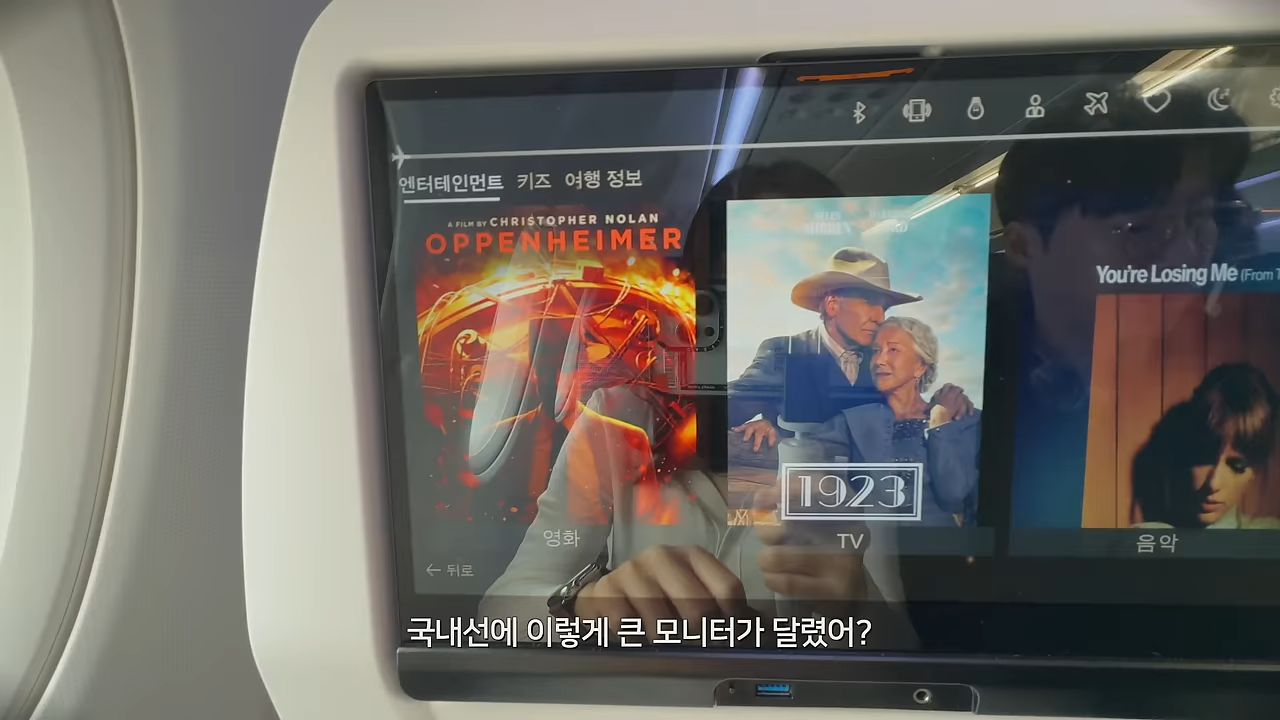 엔터테인먼트 키즈 여행 정보
A FILM BY CHRISTOPHER NOLAN
OPPENHEIMER
You're Losing Me (From T
1923
영화
TV
음악
← 뒤로
국내선에 이렇게 큰 모니터가 달렸어?